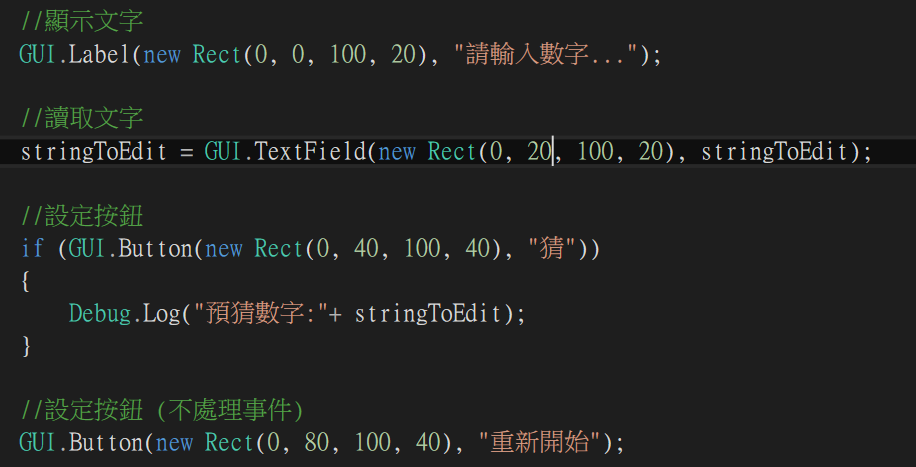 //顯示文字
GUI.Label(new Rect(0, 0, 100, 20), "請輸入數字...");
//讀取文字
stringToEdit = GUI.TextField(new Rect(0, 20, 100, 20), stringToEdit);
//設定按鈕
if (GUI.Button(new Rect(0, 40, 100, 40), "猜"))
{
Debug.Log("預猜數字:"+ stringToEdit);
}
//設定按鈕 (不處理事件)
GUI.Button(new Rect(0, 80, 100, 40), "重新開始");